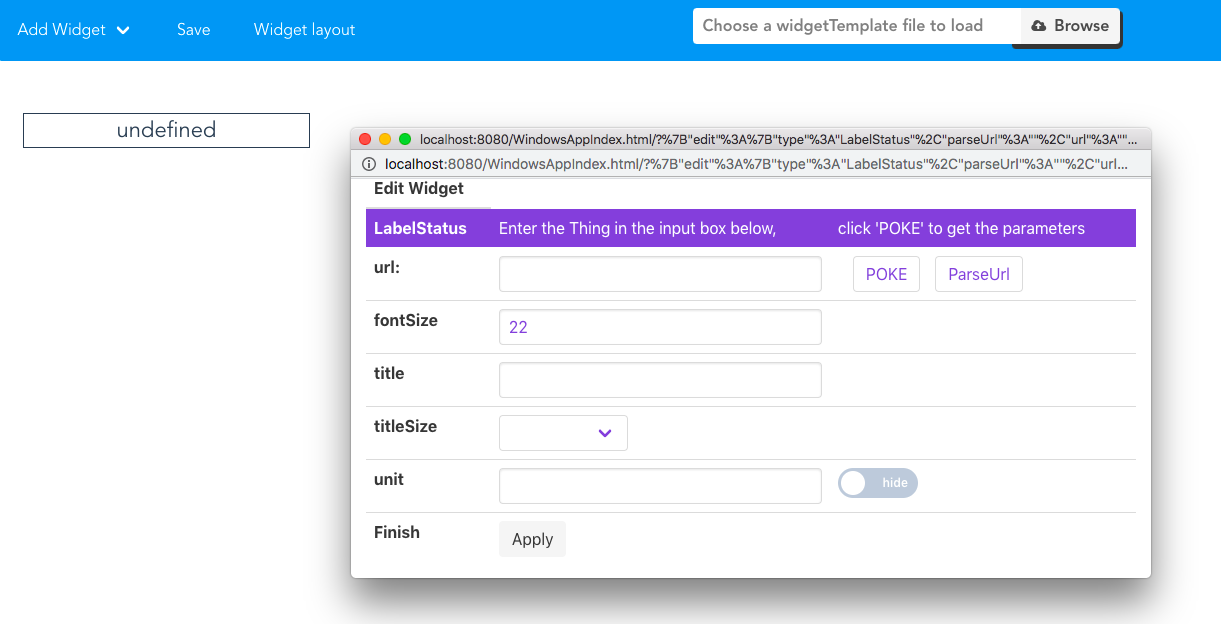 Add Widget Save Widget layout Choose a widgetTemplate file to load Browse
undefined
localhost:8080/WindowsAppIndex.html/?%7B"edit"%3A%7B"type"%3A"LabelStatus"%2C"parseUrl"%3A""%2C"url"%3A""...
localhost:8080/WindowsAppIndex.html/?%7B"edit"%3A%7B"type"%3A"LabelStatus"%2C"parseUrl"%3A""%2C"url...
Edit Widget
LabelStatus Enter the Thing in the input box below, click 'POKE' to get the parameters
url: POKE ParseUrl
fontSize 22
title
titleSize
unit hide
Finish Apply